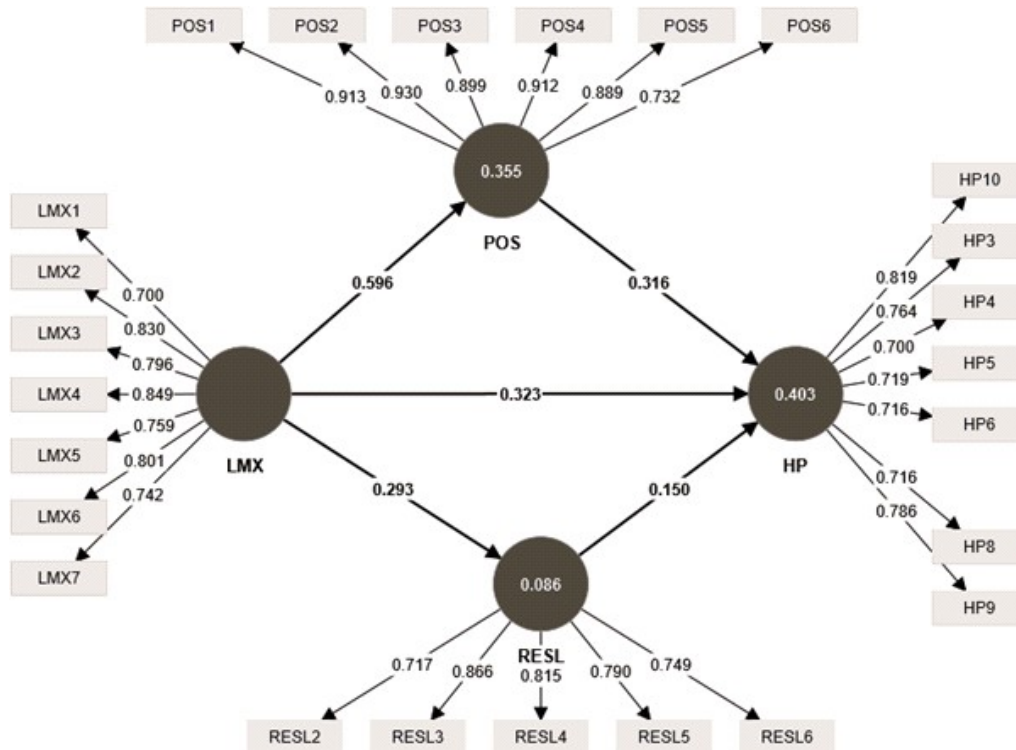 POS1 POS2 POS3 POS4 POS5 POS6
0.913 0.930 0.899 0.912 0.889 0.732
0.355
POS
LMX1
LMX2
LMX3
LMX4
LMX5
LMX6
LMX7
0.700
0.830
0.796
0.849
0.759
0.801
0.742
LMX
0.596
0.316
0.323
0.293
0.150
0.403
HP
0.819
0.764
0.700
0.719
0.716
0.716
0.786
HP10
HP3
HP4
HP5
HP6
HP8
HP9
0.086
RESL
0.717 0.866 0.815 0.790 0.749
RESL2 RESL3 RESL4 RESL5 RESL6